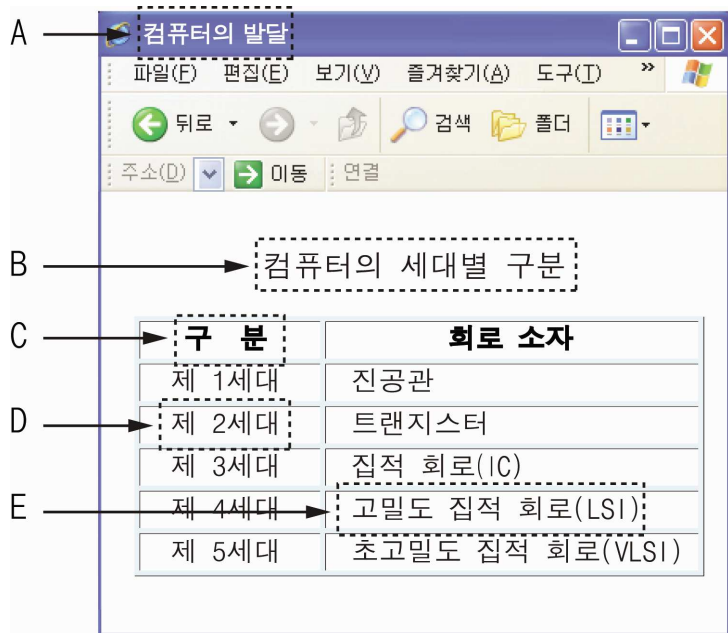 A 컴퓨터의 발달
파일(F) 편집(E) 보기(V) 즐겨찾기(A) 도구(T) »
뒤로 검색 폴더
주소(D) 이동 연결
B 컴퓨터의 세대별 구분
C 구 분 회로 소자
제 1세대 진공관
D 제 2세대 트랜지스터
제 3세대 집적 회로(IC)
E 제 4세대 고밀도 집적 회로(LSI)
제 5세대 초고밀도 집적 회로(VLSI)